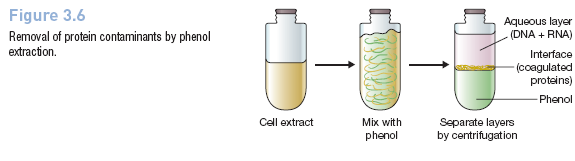 Figure 3.6
Removal of protein contaminants by phenol
extraction.
Cell extract
Mix with
phenol
Separate layers
by centrifugation
Aqueous layer
(DNA + RNA)
Interface
(coagulated
proteins)
Phenol